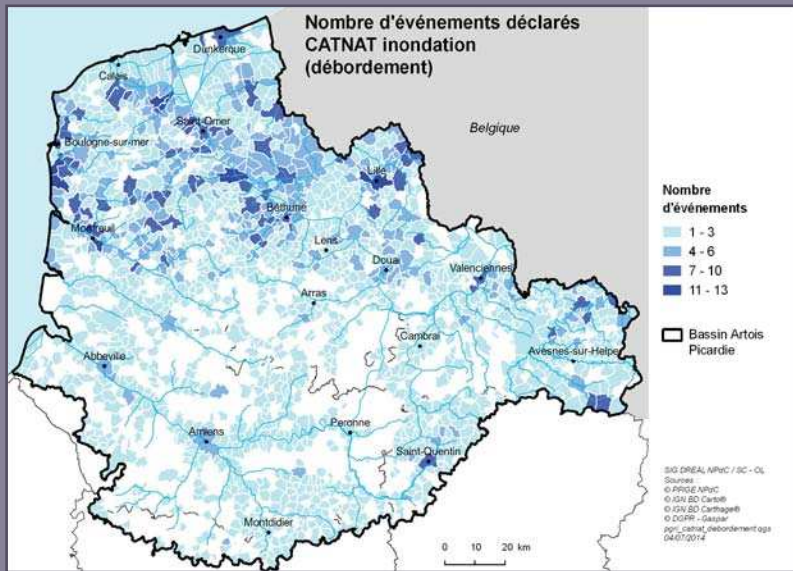 Nombre d'événements déclarés
CATNAT inondation
(débordement)
Dunkerque
Calais
Saint-Omer
Boulogne-sur-mer
Belgique
Lille
Béthune
Montreuil
Lens
Douai
Valenciennes
Arras
Cambrai
Avesnes-sur-Helpe
Abbeville
Amiens
Peronne
Saint-Quentin
Montdidier
Nombre
d'événements
1 - 3
4 - 6
7 - 10
11 - 13
Bassin Artois
Picardie
0 10 20 km
SIG DREAL NPdC / SC - OL
Sources :
© PPIGE NPdC
© IGN BD Carto®
© IGN BD Carthage®
© DGPR - Gaspar
pgri_catnat_debordement.qgs
04/07/2014